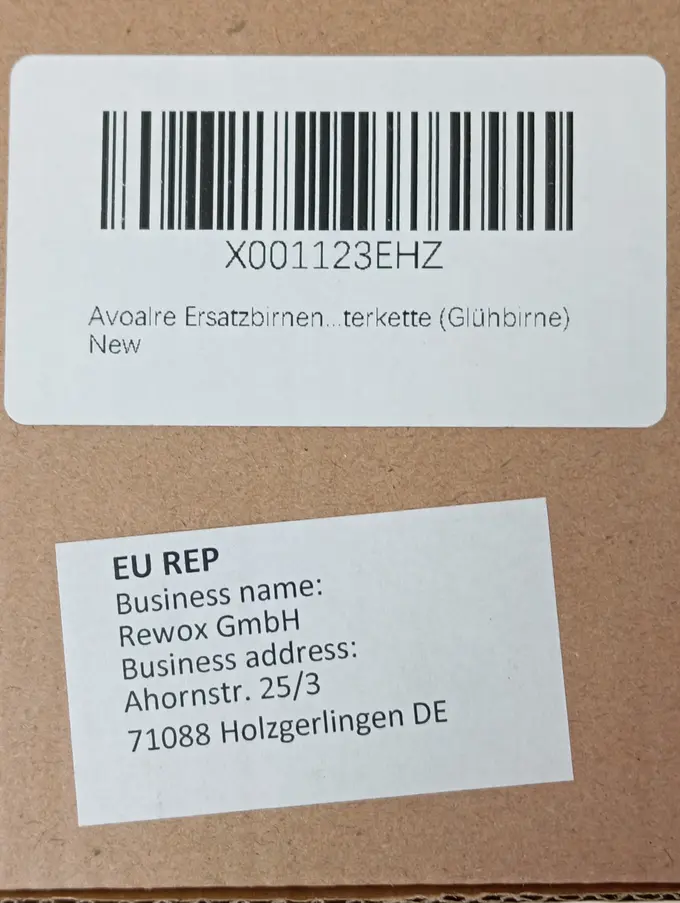 X001123EHZ
Avoalre Ersatzbirnen...terkette (Glühbirne)
New
EU REP
Business name:
Rewox GmbH
Business address:
Ahornstr. 25/3
71088 Holzgerlingen DE